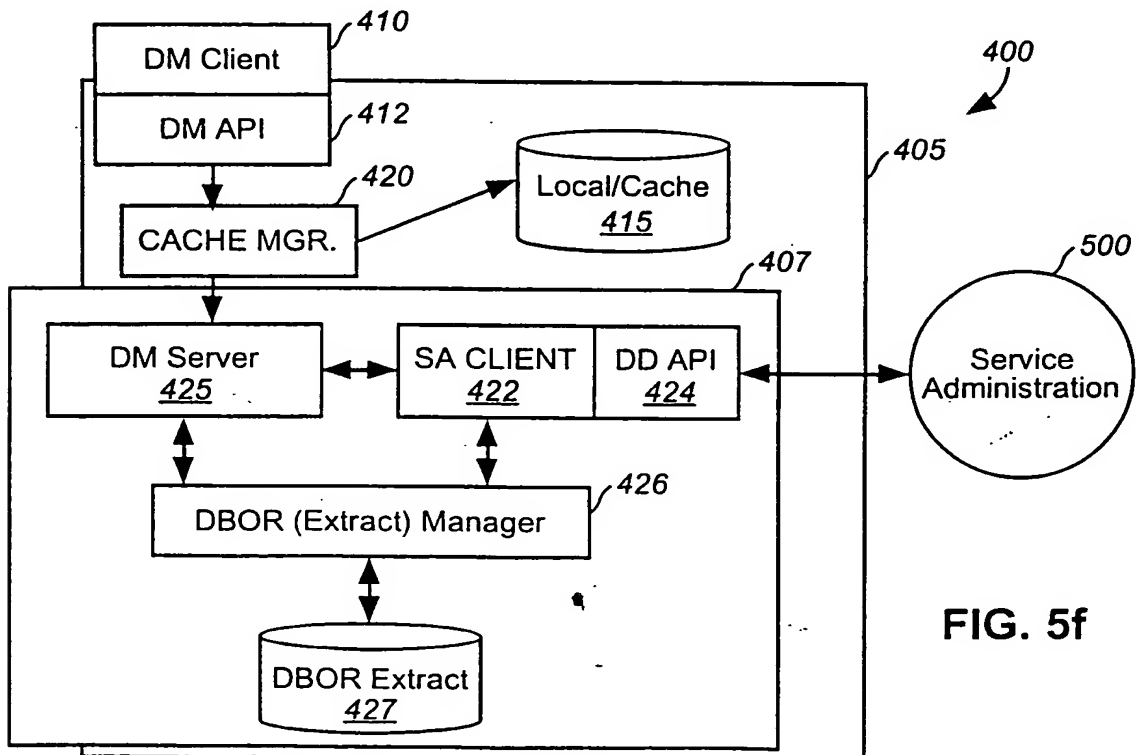 410
DM Client
400
DM API
412
405
420
Local/Cache
415
CACHE MGR.
407
500
DM Server
425
SA CLIENT
422
DD API
424
Service
Administration
426
DBOR (Extract) Manager
FIG. 5f
DBOR Extract
427